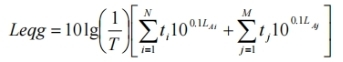 Leqg = 10lg(1/T)[∑_{i=1}^{N} t_i 10^{0.1L_{Ai}} + ∑_{j=1}^{M} t_j 10^{0.1L_{Aj}}]